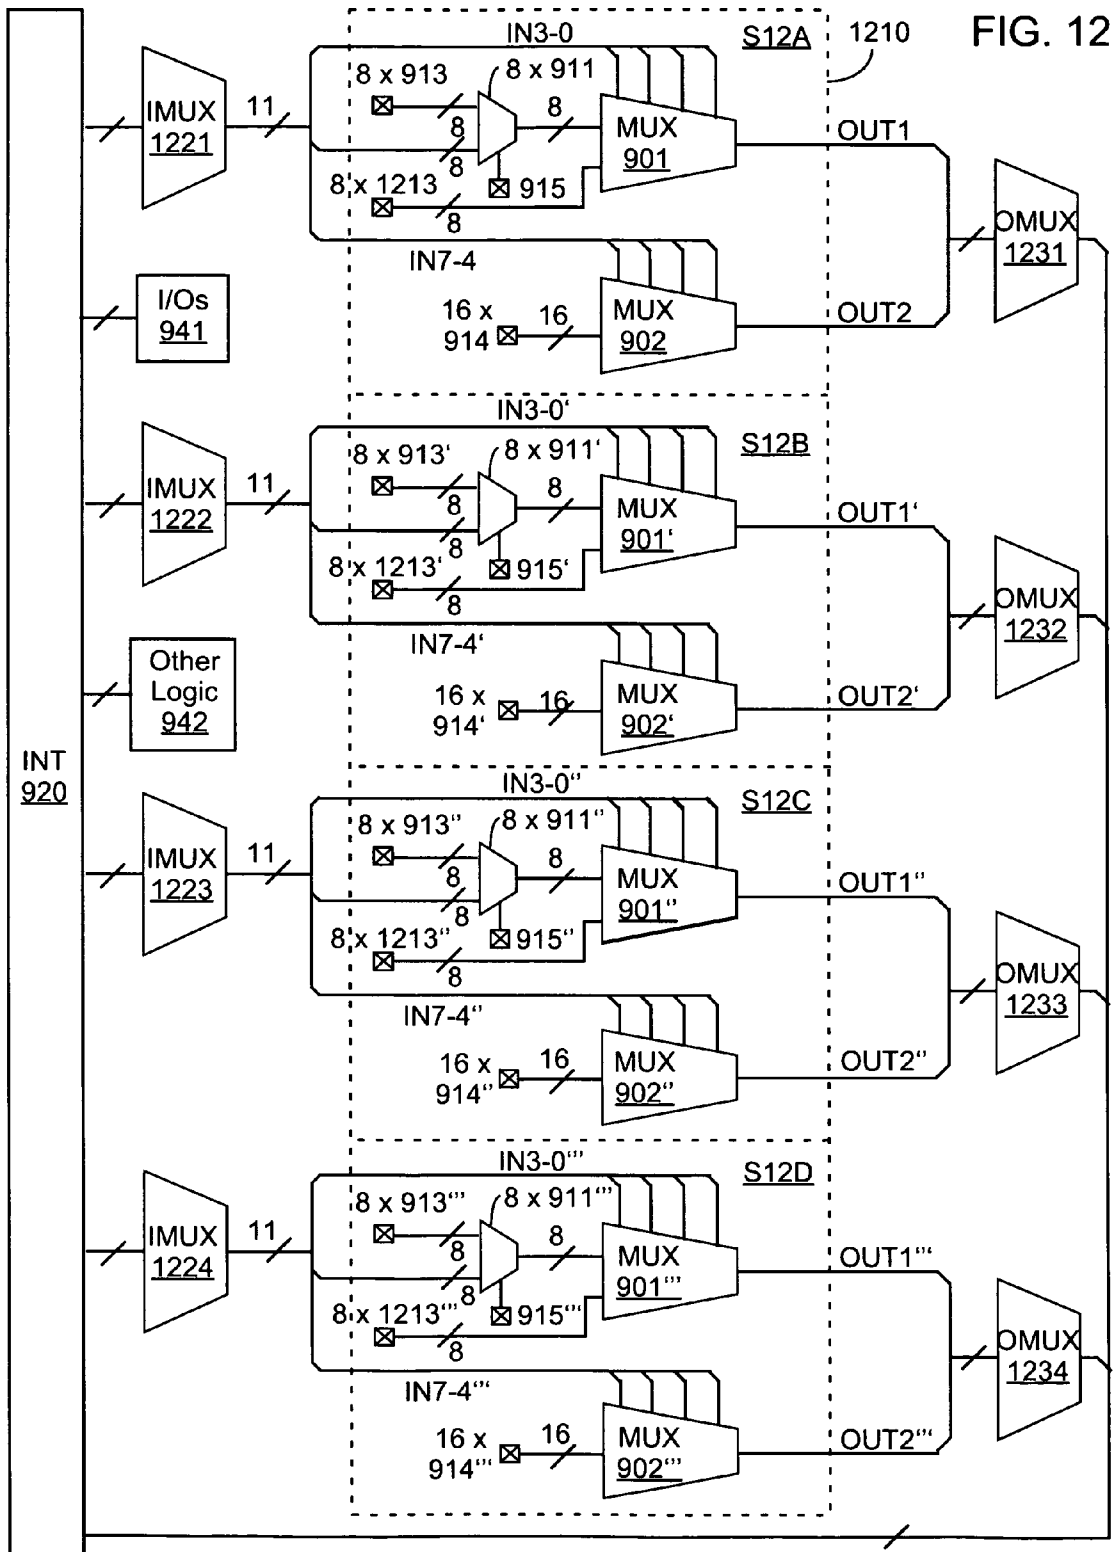 FIG. 12
IN3-0
S12A
1210
8 x 913
8 x 911
11
8
IMUX
1221
8
8
MUX
901
OUT1
8 x 1213
915
8
OMUX
1231
IN7-4
I/Os
941
16 x
914
16
MUX
902
OUT2
IN3-0‘
S12B
8 x 913‘
8 x 911‘
11
8
IMUX
1222
8
8
MUX
901‘
OUT1‘
8 x 1213‘
915‘
8
OMUX
1232
IN7-4‘
Other
Logic
942
16 x
914‘
16
MUX
902‘
OUT2‘
INT
920
IN3-0‘‘
S12C
8 x 913‘‘
8 x 911‘‘
11
8
IMUX
1223
8
8
MUX
901‘‘
OUT1‘‘
8 x 1213‘‘
915‘‘
8
OMUX
1233
IN7-4‘‘
16 x
914‘‘
16
MUX
902‘‘
OUT2‘‘
IN3-0‘‘‘
S12D
8 x 913‘‘‘
8 x 911‘‘‘
11
8
IMUX
1224
8
8
MUX
901‘‘‘
OUT1‘‘‘
8 x 1213‘‘‘
915‘‘‘
8
OMUX
1234
IN7-4‘‘‘
16 x
914‘‘‘
16
MUX
902‘‘‘
OUT2‘‘‘